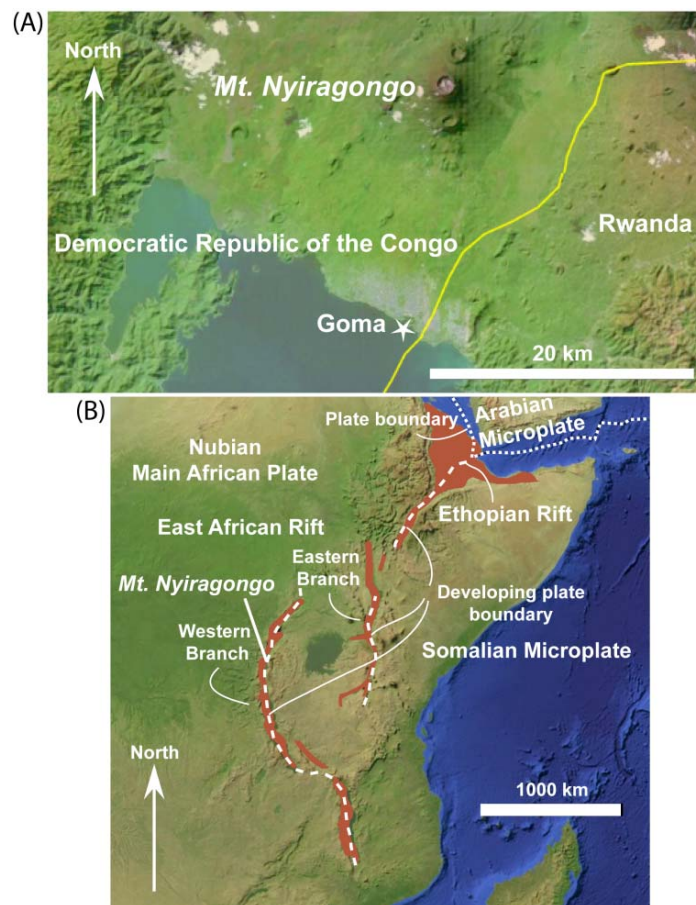 (A)
North
Mt. Nyiragongo
Democratic Republic of the Congo
Rwanda
Goma
20 km
(B)
Plate boundary
Arabian
Microplate
Nubian
Main African Plate
Ethopian Rift
East African Rift
Eastern
Branch
Mt. Nyiragongo
Developing plate
boundary
Western
Branch
Somalian Microplate
North
1000 km